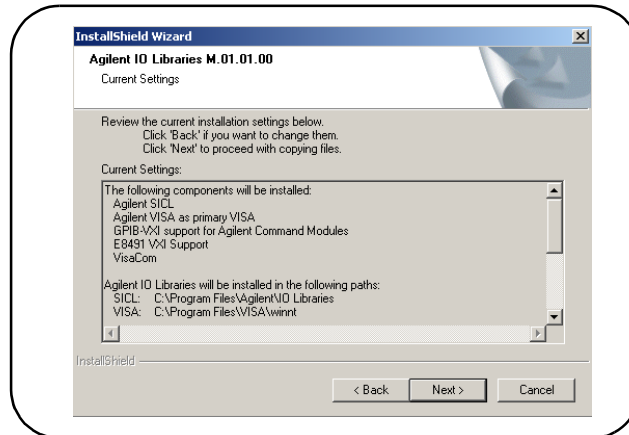 InstallShield Wizard
Agilent IO Libraries M.01.01.00
Current Settings
Review the current installation settings below.
Click 'Back' if you want to change them.
Click 'Next' to proceed with copying files.
Current Settings:
The following components will be installed:
Agilent SICL
Agilent VISA as primary VISA
GPIB-VXI support for Agilent Command Modules
E8491 VXI Support
VisaCom
Agilent IO Libraries will be installed in the following paths:
SICL: C:\Program Files\Agilent\IO Libraries
VISA: C:\Program Files\VISA\winnt
InstallShield
< Back Next > Cancel